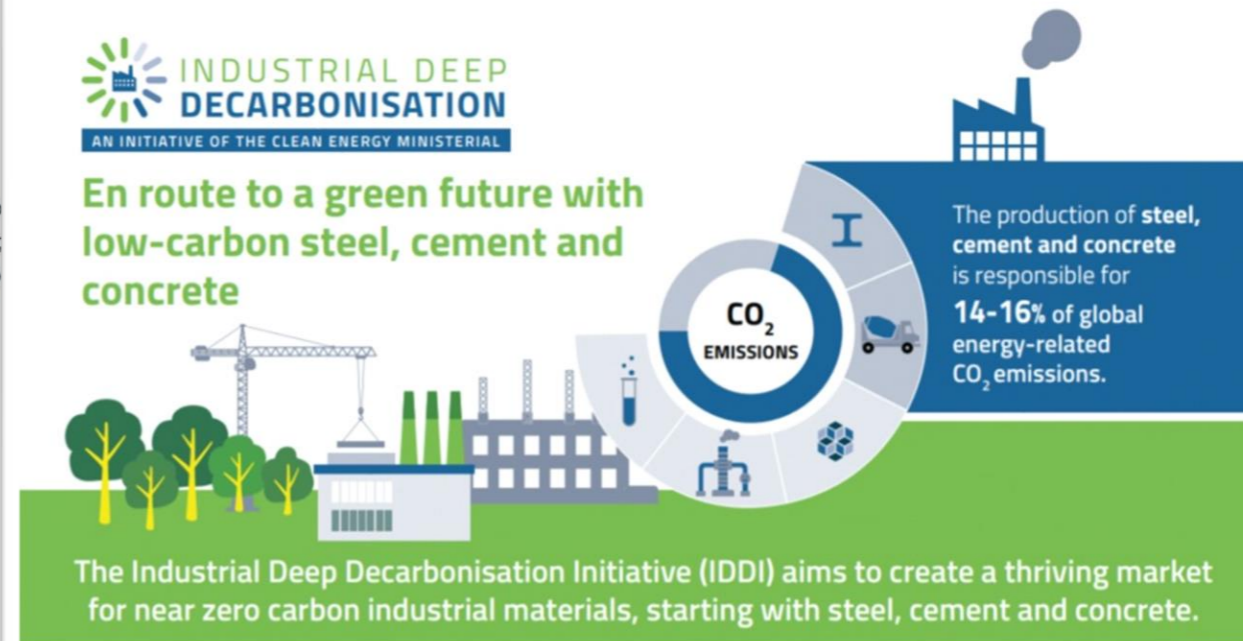 INDUSTRIAL DEEP
DECARBONISATION
AN INITIATIVE OF THE CLEAN ENERGY MINISTERIAL
En route to a green future with
low-carbon steel, cement and
concrete
CO₂
EMISSIONS
The production of steel,
cement and concrete
is responsible for
14-16% of global
energy-related
CO₂ emissions.
The Industrial Deep Decarbonisation Initiative (IDDI) aims to create a thriving market
for near zero carbon industrial materials, starting with steel, cement and concrete.